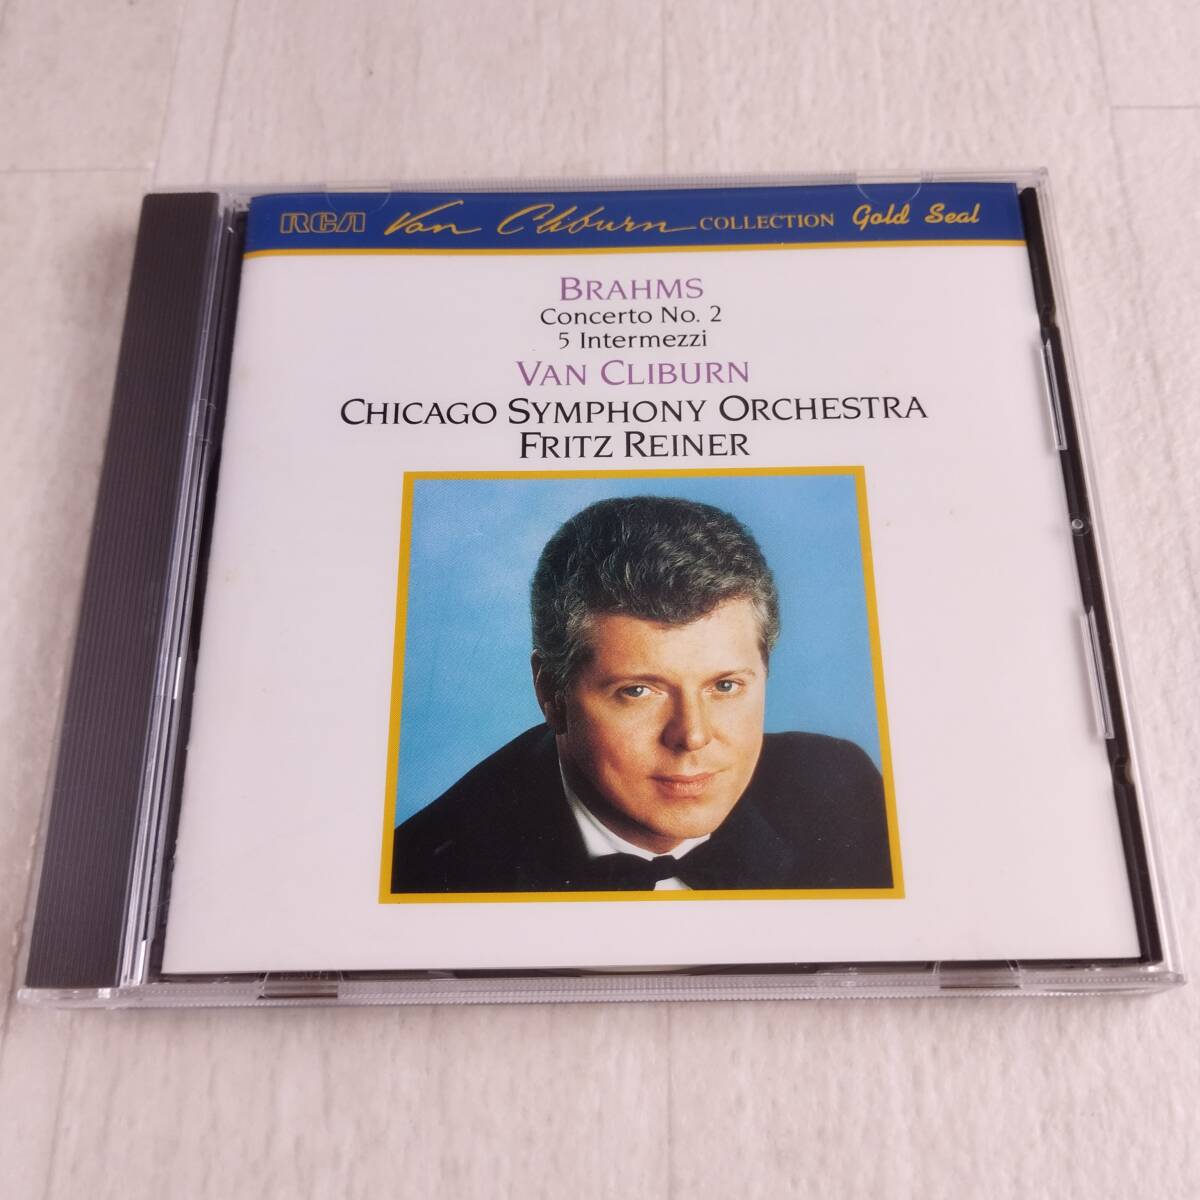 RCA Van Cliburn COLLECTION Gold Seal
BRAHMS
Concerto No. 2
5 Intermezzi
VAN CLIBURN
CHICAGO SYMPHONY ORCHESTRA
FRITZ REINER